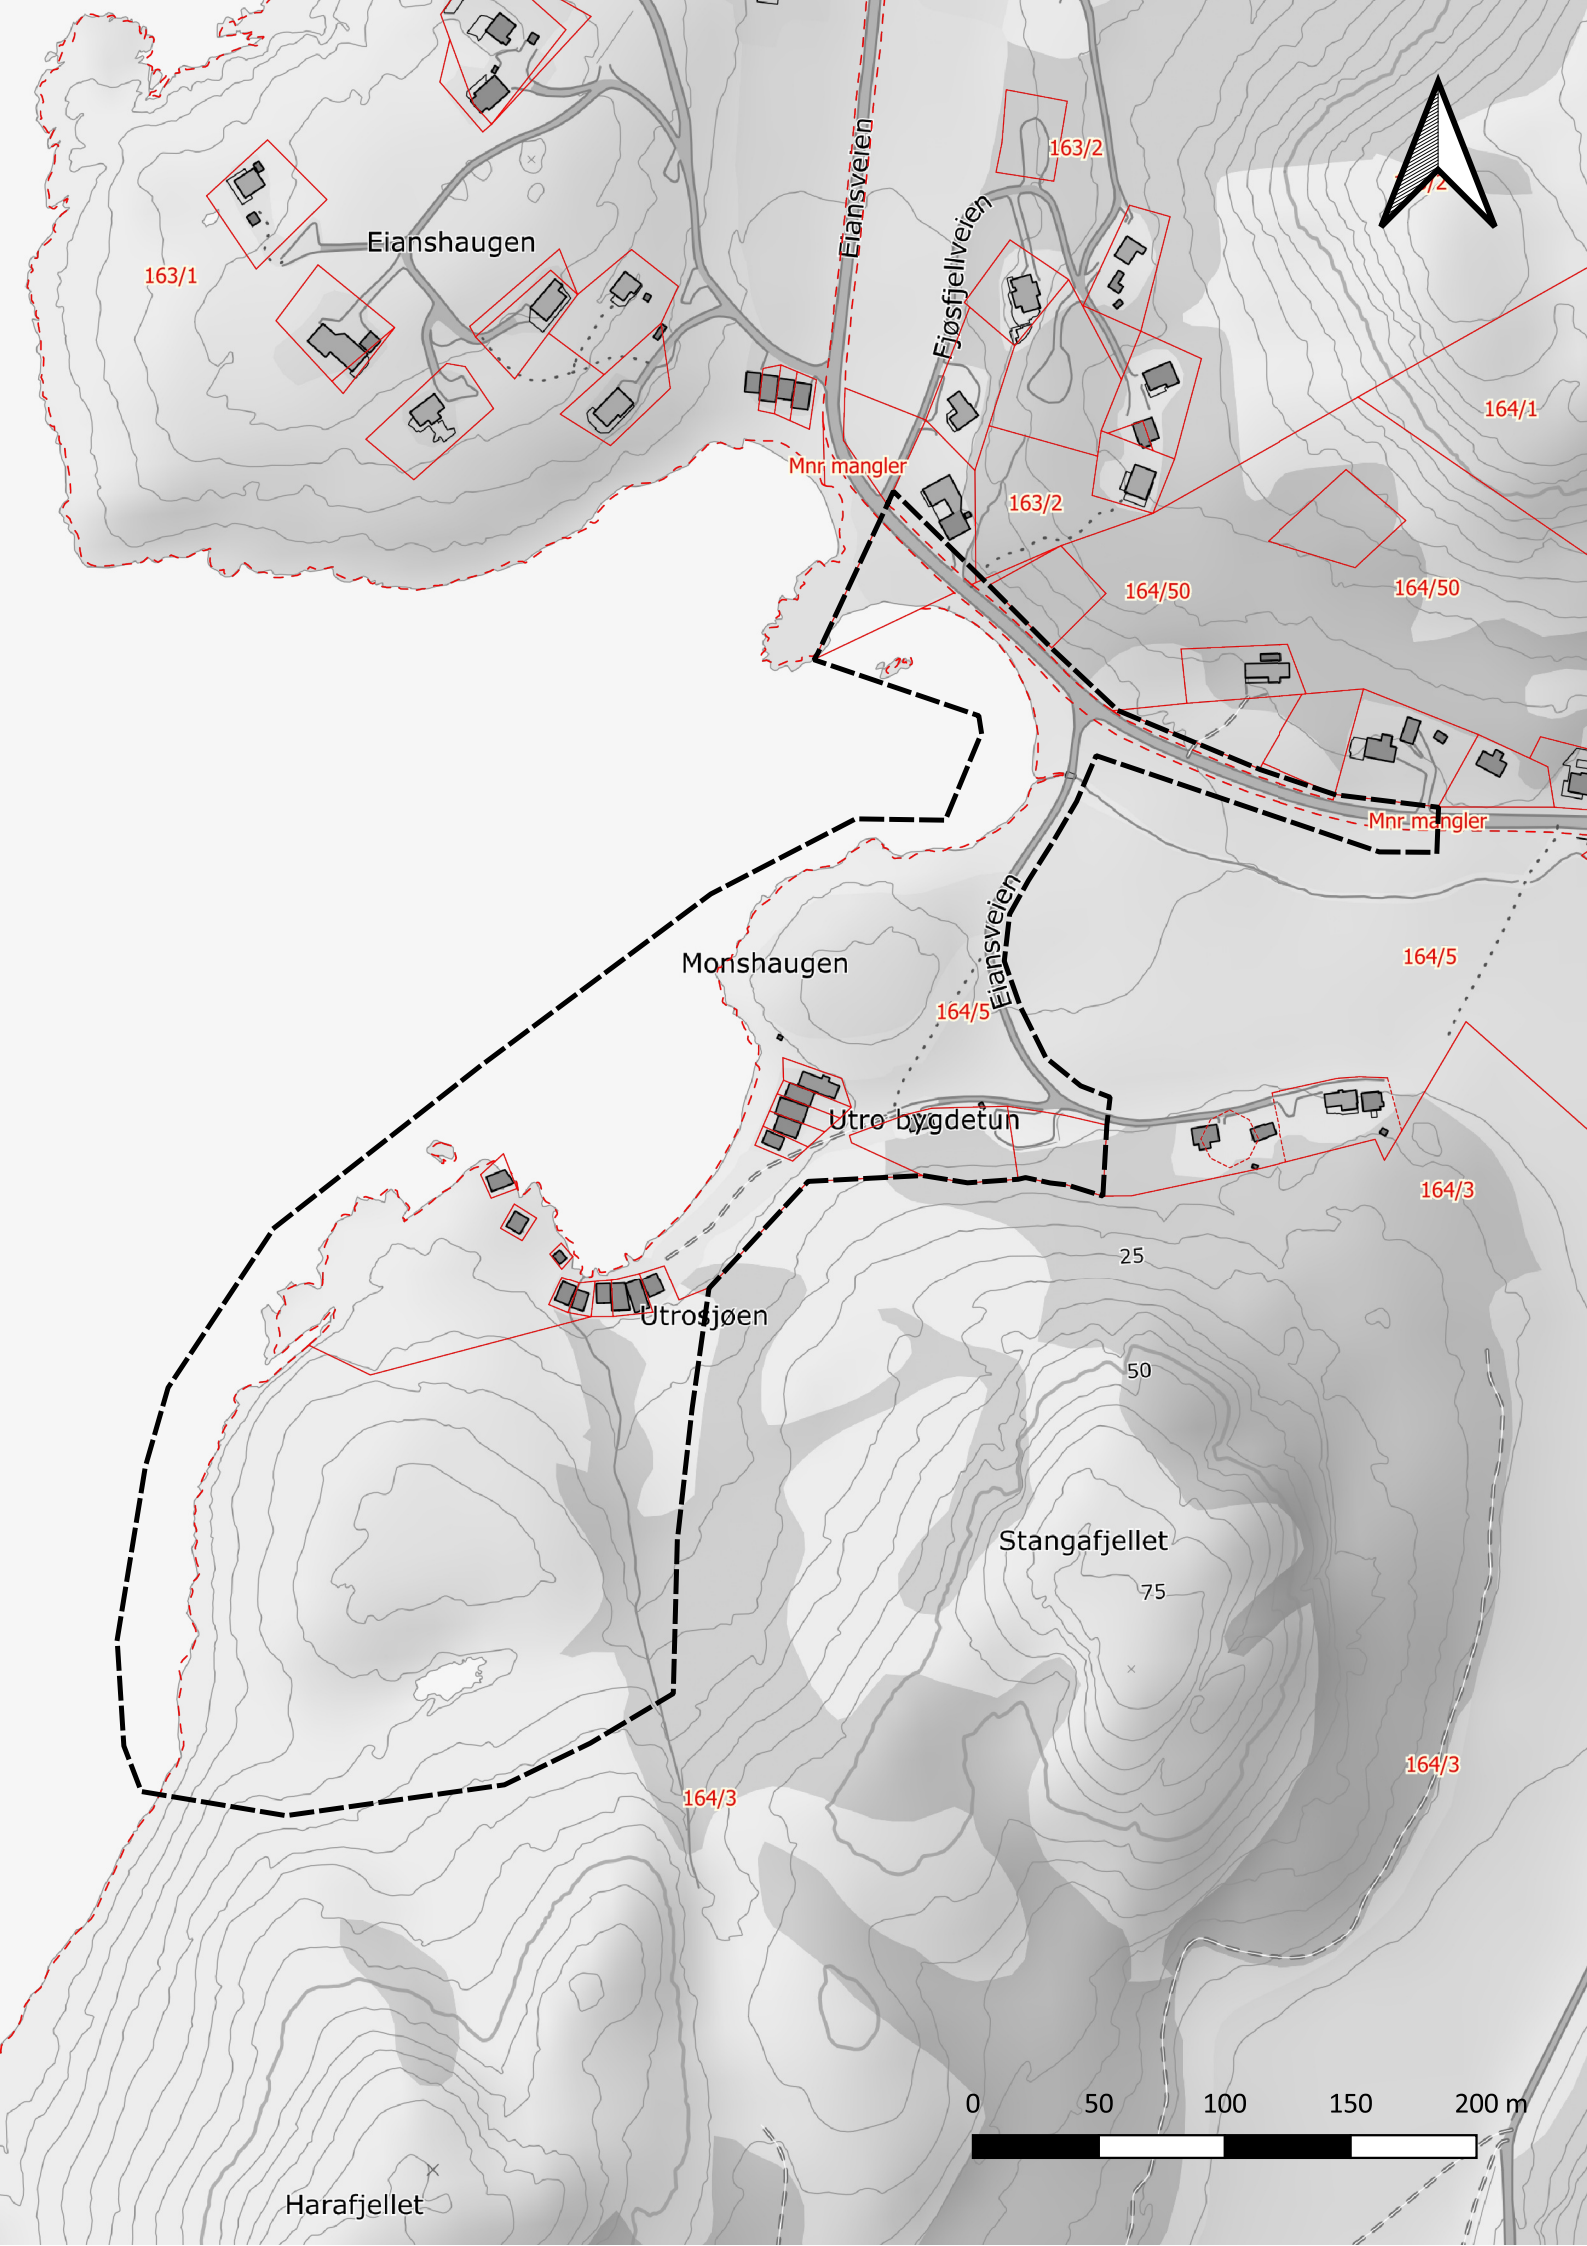 163/2
Eiansveien
Fjøsfjellveien
Eianshaugen
163/1
164/1
Mnr mangler
163/2
164/50
164/50
Mnr mangler
Eiansveien
Monshaugen
164/5
164/5
Utro bygdetun
164/3
25
Utrosjøen
50
Stangafjellet
75
164/3
164/3
0 50 100 150 200 m
Harafjellet